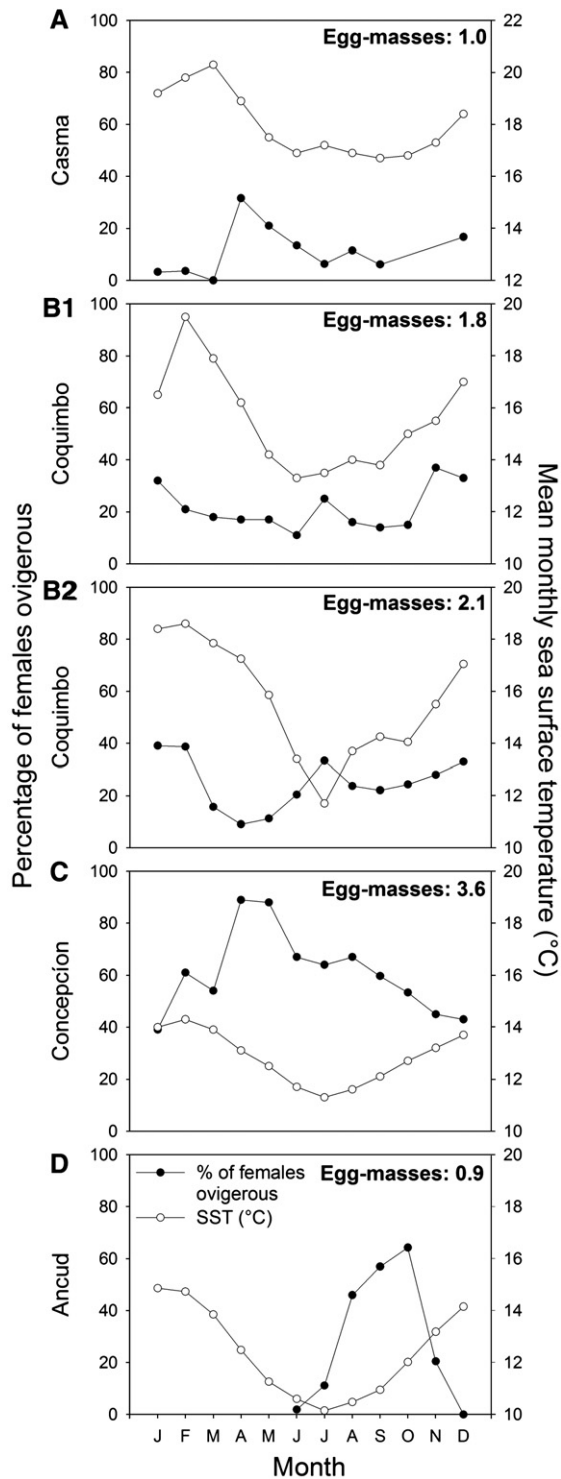 A
Egg-masses: 1.0
100
80
60
40
20
0
22
20
18
16
14
12
Casma
B1
Egg-masses: 1.8
100
80
60
40
20
0
20
18
16
14
12
10
Coquimbo
B2
Egg-masses: 2.1
100
80
60
40
20
0
20
18
16
14
12
10
Coquimbo
Percentage of females ovigerous
Mean monthly sea surface temperature (°C)
C
Egg-masses: 3.6
100
80
60
40
20
0
20
18
16
14
12
10
Concepcíon
D
Egg-masses: 0.9
% of females
ovigerous
SST (°C)
100
80
60
40
20
0
22
20
18
16
14
12
10
Ancud
J F M A M J J A S O N D
Month